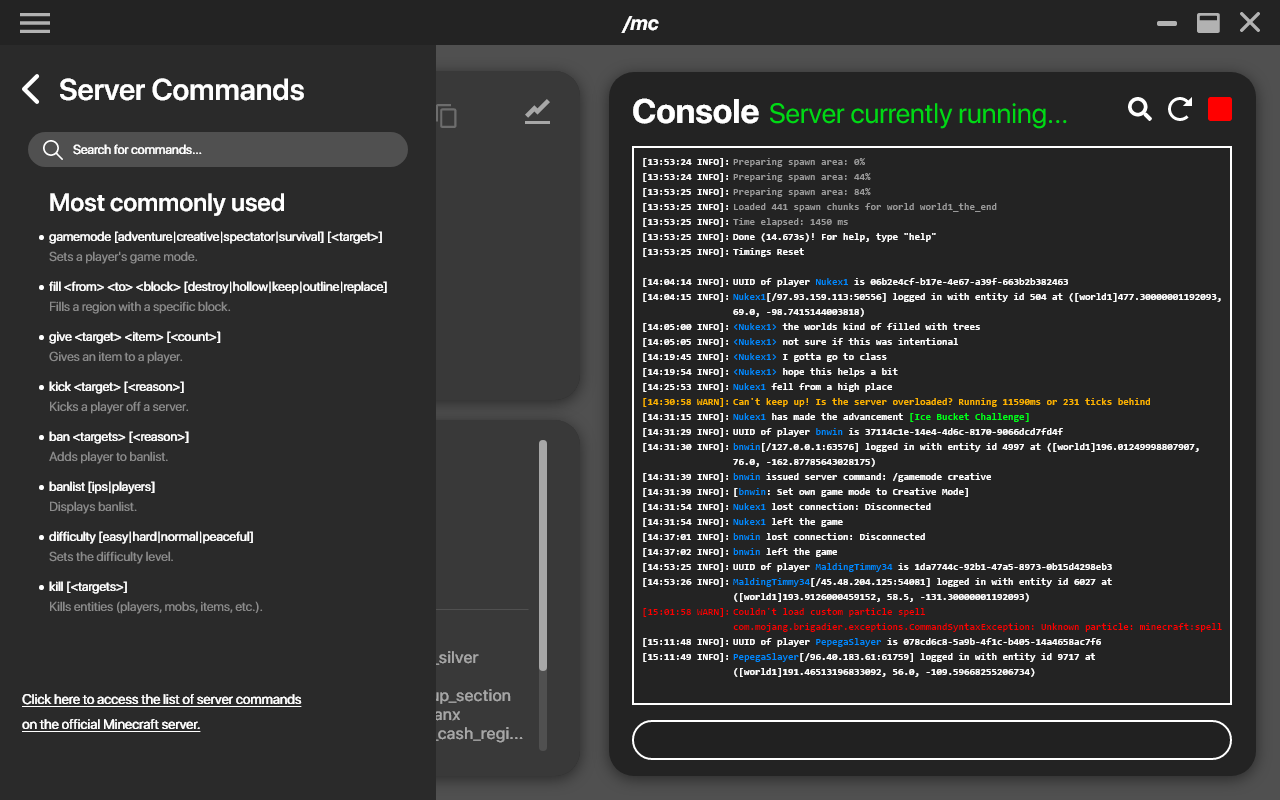 /mc
Server Commands
Search for commands...
Most commonly used
• gamemode [adventure|creative|spectator|survival] [<target>]
Sets a player's game mode.
• fill <from> <to> <block> [destroy|hollow|keep|outline|replace]
Fills a region with a specific block.
• give <target> <item> [<count>]
Gives an item to a player.
• kick <target> [<reason>]
Kicks a player off a server.
• ban <targets> [<reason>]
Adds player to banlist.
• banlist [ips|players]
Displays banlist.
• difficulty [easy|hard|normal|peaceful]
Sets the difficulty level.
• kill [<targets>]
Kills entities (players, mobs, items, etc.).
Click here to access the list of server commands
on the official Minecraft server.
_silver
up_section
anx
_cash_regi...
Console Server currently running...
[13:53:24 INFO]: Preparing spawn area: 0%
[13:53:24 INFO]: Preparing spawn area: 44%
[13:53:25 INFO]: Preparing spawn area: 84%
[13:53:25 INFO]: Loaded 441 spawn chunks for world world1_the_end
[13:53:25 INFO]: Time elapsed: 1450 ms
[13:53:25 INFO]: Done (14.673s)! For help, type "help"
[13:53:25 INFO]: Timings Reset
[14:04:14 INFO]: UUID of player Nukex1 is 06b2e4cf-b17e-4e67-a39f-663b2b382463
[14:04:15 INFO]: Nukex1[/97.93.159.113:50556] logged in with entity id 504 at ([world1]477.30000001192093,
69.0, -98.7415144003818)
[14:05:00 INFO]: <Nukex1> the worlds kind of filled with trees
[14:05:05 INFO]: <Nukex1> not sure if this was intentional
[14:19:45 INFO]: <Nukex1> I gotta go to class
[14:19:54 INFO]: <Nukex1> hope this helps a bit
[14:25:53 INFO]: Nukex1 fell from a high place
[14:30:58 WARN]: Can't keep up! Is the server overloaded? Running 11590ms or 231 ticks behind
[14:31:15 INFO]: Nukex1 has made the advancement [Ice Bucket Challenge]
[14:31:29 INFO]: UUID of player bnwin is 37114c1e-14e4-4d6c-8170-9066dcd7fd4f
[14:31:30 INFO]: bnwin[/127.0.0.1:63576] logged in with entity id 4997 at ([world1]196.01249998807907,
76.0, -162.87785643028175)
[14:31:39 INFO]: bnwin issued server command: /gamemode creative
[14:31:39 INFO]: [bnwin: Set own game mode to Creative Mode]
[14:31:54 INFO]: Nukex1 lost connection: Disconnected
[14:31:54 INFO]: Nukex1 left the game
[14:37:01 INFO]: bnwin lost connection: Disconnected
[14:37:02 INFO]: bnwin left the game
[14:53:25 INFO]: UUID of player MaldingTimmy34 is 1da7744c-92b1-47a5-8973-0b15d4298eb3
[14:53:26 INFO]: MaldingTimmy34[/45.48.204.125:54081] logged in with entity id 6027 at
([world1]193.9126000459152, 58.5, -131.30000001192093)
[15:01:58 WARN]: Couldn't load custom particle spell
com.mojang.brigadier.exceptions.CommandSyntaxException: Unknown particle: minecraft:spell
[15:11:48 INFO]: UUID of player PepegaSlayer is 078cd6c8-5a9b-4f1c-b405-14a4658ac7f6
[15:11:49 INFO]: PepegaSlayer[/96.40.183.61:61759] logged in with entity id 9717 at
([world1]191.46513196833092, 56.0, -109.59668255206734)